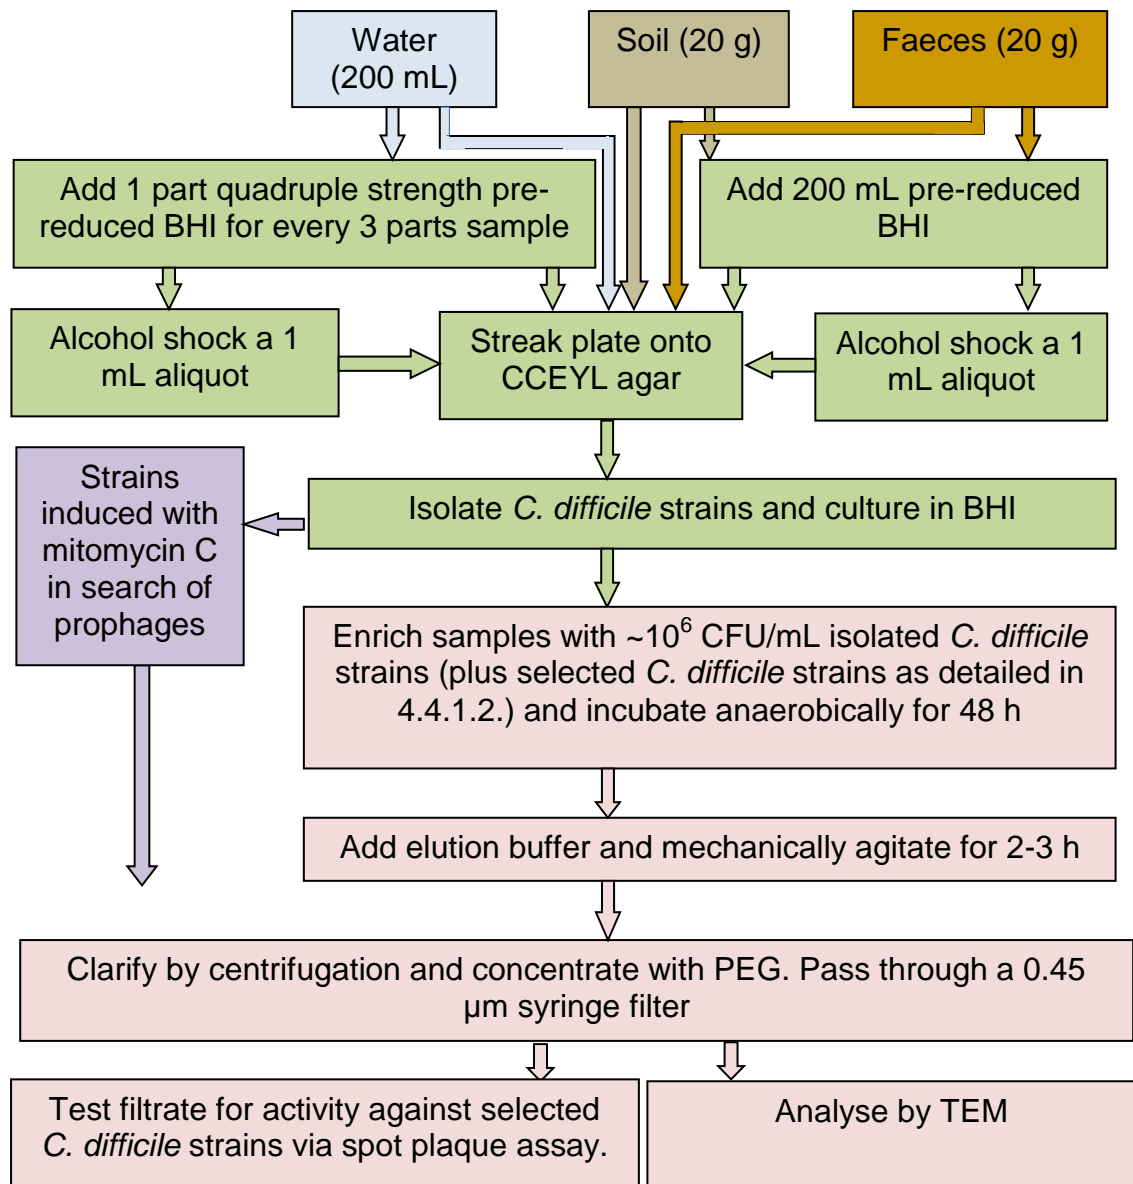 Water
(200 mL)
Soil (20 g)
Faeces (20 g)
Add 1 part quadruple strength pre-
reduced BHI for every 3 parts sample
Add 200 mL pre-reduced
BHI
Alcohol shock a 1
mL aliquot
Streak plate onto
CCEYL agar
Alcohol shock a 1
mL aliquot
Strains
induced with
mitomycin C
in search of
prophages
Isolate C. difficile strains and culture in BHI
Enrich samples with ~10⁶ CFU/mL isolated C. difficile
strains (plus selected C. difficile strains as detailed in
4.4.1.2.) and incubate anaerobically for 48 h
Add elution buffer and mechanically agitate for 2-3 h
Clarify by centrifugation and concentrate with PEG. Pass through a 0.45
µm syringe filter
Test filtrate for activity against selected
C. difficile strains via spot plaque assay.
Analyse by TEM